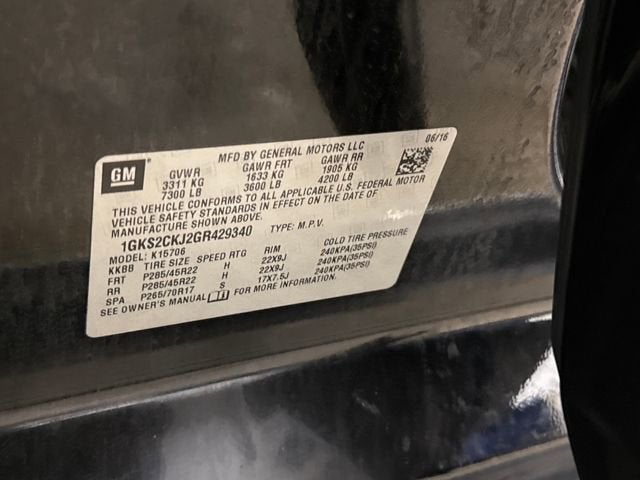 GM
MFD BY GENERAL MOTORS LLC 06/16
GVWR GAWR FRT GAWR RR
3311 KG 1633 KG 1905 KG
7300 LB 3600 LB 4200 LB
THIS VEHICLE CONFORMS TO ALL APPLICABLE U.S. FEDERAL MOTOR
VEHICLE SAFETY STANDARDS IN EFFECT ON THE DATE OF
MANUFACTURE SHOWN ABOVE.
1GKS2CKJ2GR429340 TYPE: M.P.V.
MODEL: K15706
KKBB TIRE SIZE SPEED RTG RIM COLD TIRE PRESSURE
FRT P285/45R22 H 22X9J 240KPA(35PSI)
RR P285/45R22 H 22X9J 240KPA(35PSI)
SPA P265/70R17 S 17X7.5J 240KPA(35PSI)
SEE OWNER'S MANUAL FOR MORE INFORMATION.